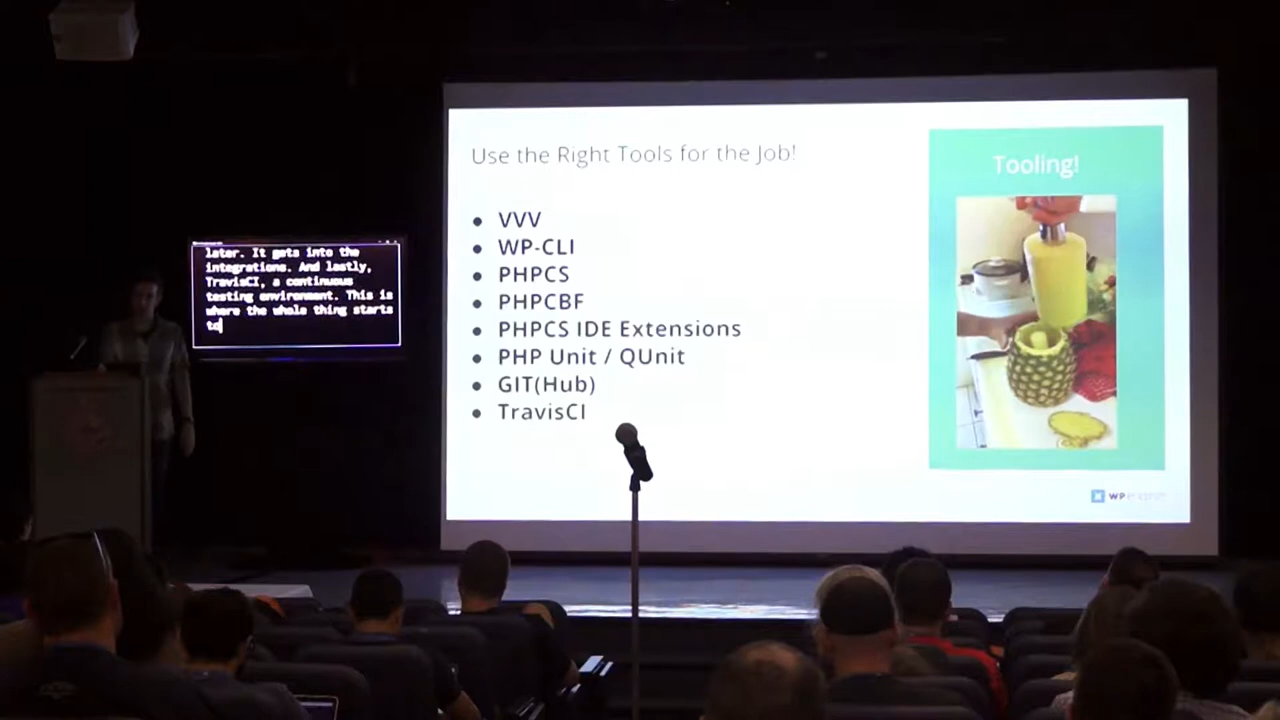 Use the Right Tools for the Job!
VVV
WP-CLI
PHPCS
PHPCBF
PHPCS IDE Extensions
PHP Unit / QUnit
GIT(Hub)
TravisCI
Tooling!
WP
later. It gets into the
integrations. And lastly,
TravisCI, a continuous
testing environment. This is
where the whole thing starts
to